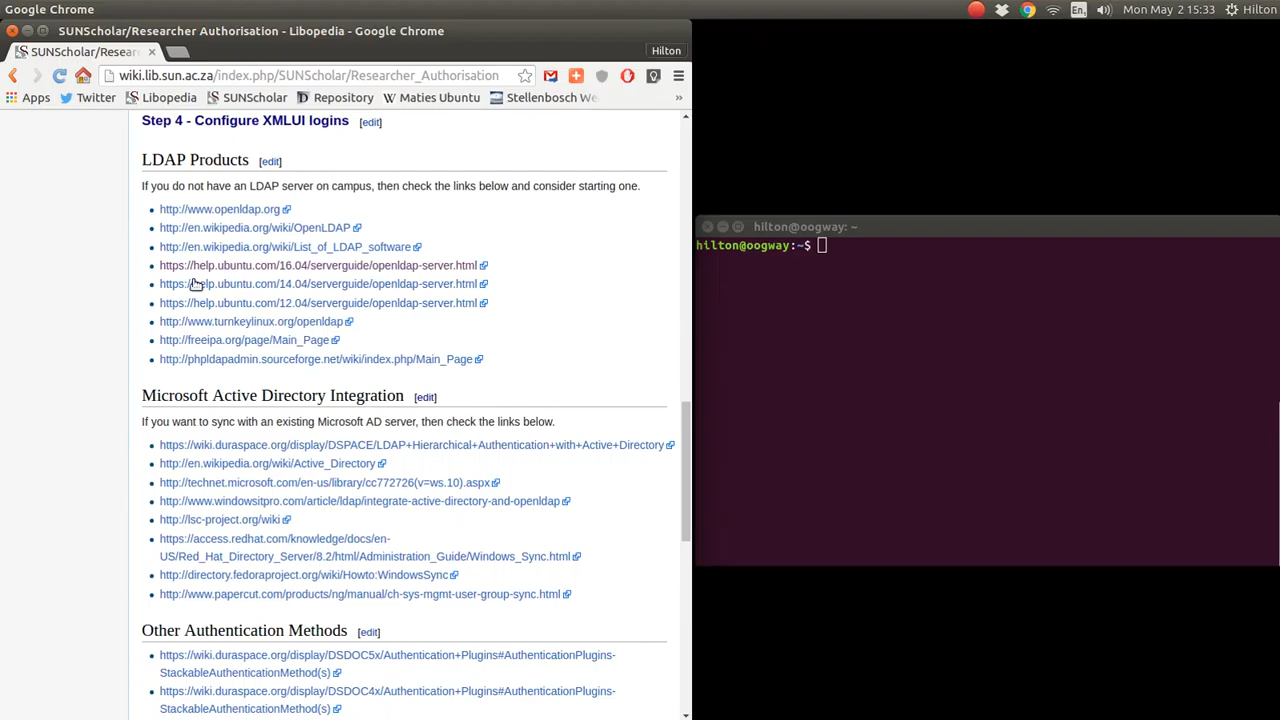 Google Chrome
En
Mon May 2 15:33
Hilton
SUNScholar/Researcher Authorisation - Libopedia - Google Chrome
SUNScholar/Resear
Hilton
wiki.lib.sun.ac.za/index.php/SUNScholar/Researcher_Authorisation
Apps
Twitter
Libopedia
SUNScholar
Repository
Maties Ubuntu
Stellenbosch We
»
Step 4 - Configure XMLUI logins [edit]
LDAP Products [edit]
If you do not have an LDAP server on campus, then check the links below and consider starting one.
http://www.openldap.org
http://en.wikipedia.org/wiki/OpenLDAP
http://en.wikipedia.org/wiki/List_of_LDAP_software
https://help.ubuntu.com/16.04/serverguide/openldap-server.html
https://help.ubuntu.com/14.04/serverguide/openldap-server.html
https://help.ubuntu.com/12.04/serverguide/openldap-server.html
http://www.turnkeylinux.org/openldap
http://freeipa.org/page/Main_Page
http://phpldapadmin.sourceforge.net/wiki/index.php/Main_Page
Microsoft Active Directory Integration [edit]
If you want to sync with an existing Microsoft AD server, then check the links below.
https://wiki.duraspace.org/display/DSPACE/LDAP+Hierarchical+Authentication+with+Active+Directory
http://en.wikipedia.org/wiki/Active_Directory
http://technet.microsoft.com/en-us/library/cc772726(v=ws.10).aspx
http://www.windowsitpro.com/article/ldap/integrate-active-directory-and-openldap
http://lsc-project.org/wiki
https://access.redhat.com/knowledge/docs/en-
US/Red_Hat_Directory_Server/8.2/html/Administration_Guide/Windows_Sync.html
http://directory.fedoraproject.org/wiki/Howto:WindowsSync
http://www.papercut.com/products/ng/manual/ch-sys-mgmt-user-group-sync.html
Other Authentication Methods [edit]
https://wiki.duraspace.org/display/DSDOC5x/Authentication+Plugins#AuthenticationPlugins-
StackableAuthenticationMethod(s)
https://wiki.duraspace.org/display/DSDOC4x/Authentication+Plugins#AuthenticationPlugins-
StackableAuthenticationMethod(s)
hilton@oogway: ~
hilton@oogway:~$